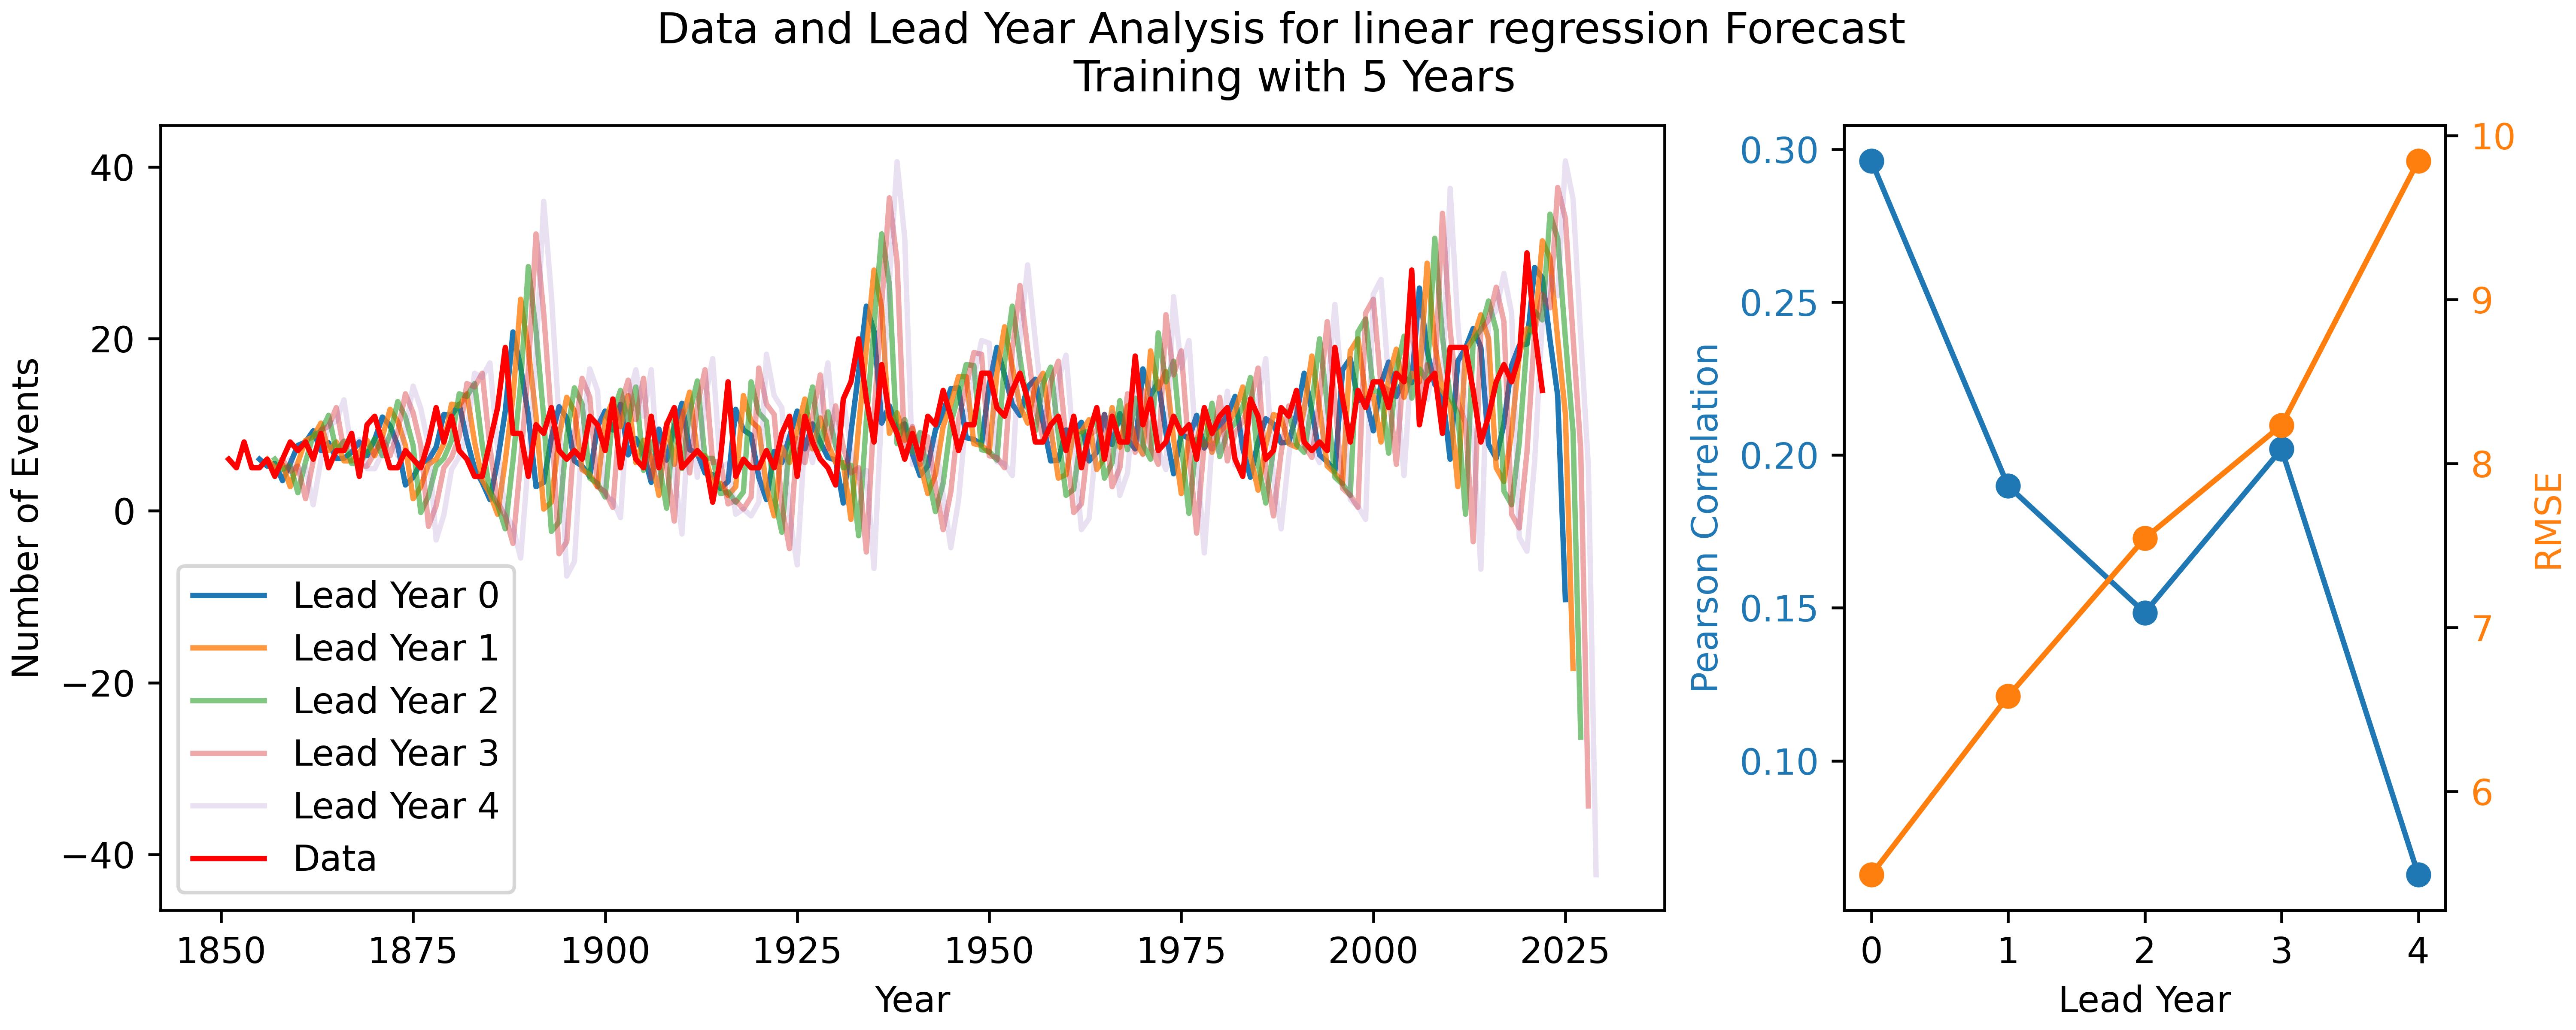 Data and Lead Year Analysis for linear regression Forecast
Training with 5 Years
Number of Events
40
20
0
−20
−40
Lead Year 0
Lead Year 1
Lead Year 2
Lead Year 3
Lead Year 4
Data
1850 1875 1900 1925 1950 1975 2000 2025
Year
Pearson Correlation
0.30
0.25
0.20
0.15
0.10
10
9
8
7
6
RMSE
0 1 2 3 4
Lead Year